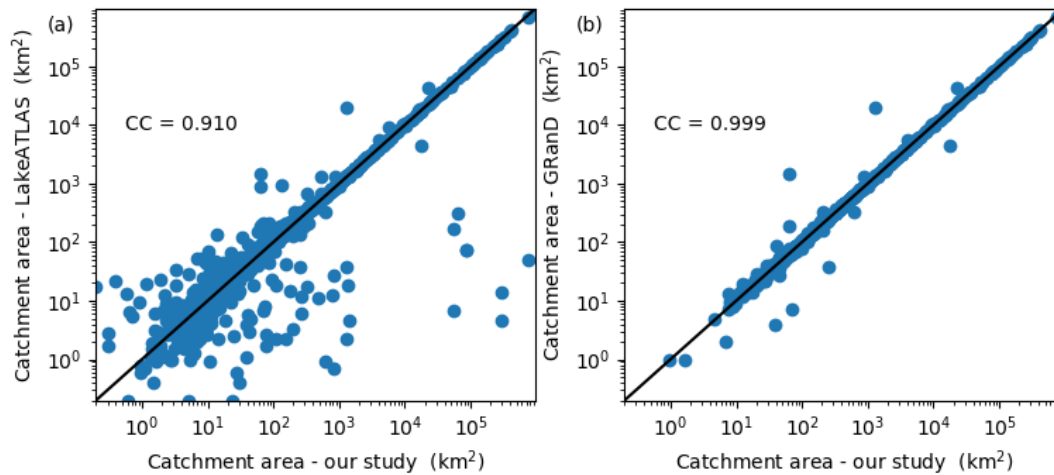 (a)
CC = 0.910
Catchment area - LakeATLAS (km²)
10⁵
10⁴
10³
10²
10¹
10⁰
10⁰ 10¹ 10² 10³ 10⁴ 10⁵
Catchment area - our study (km²)
(b)
CC = 0.999
Catchment area - GRanD (km²)
10⁵
10⁴
10³
10²
10¹
10⁰
10⁰ 10¹ 10² 10³ 10⁴ 10⁵
Catchment area - our study (km²)